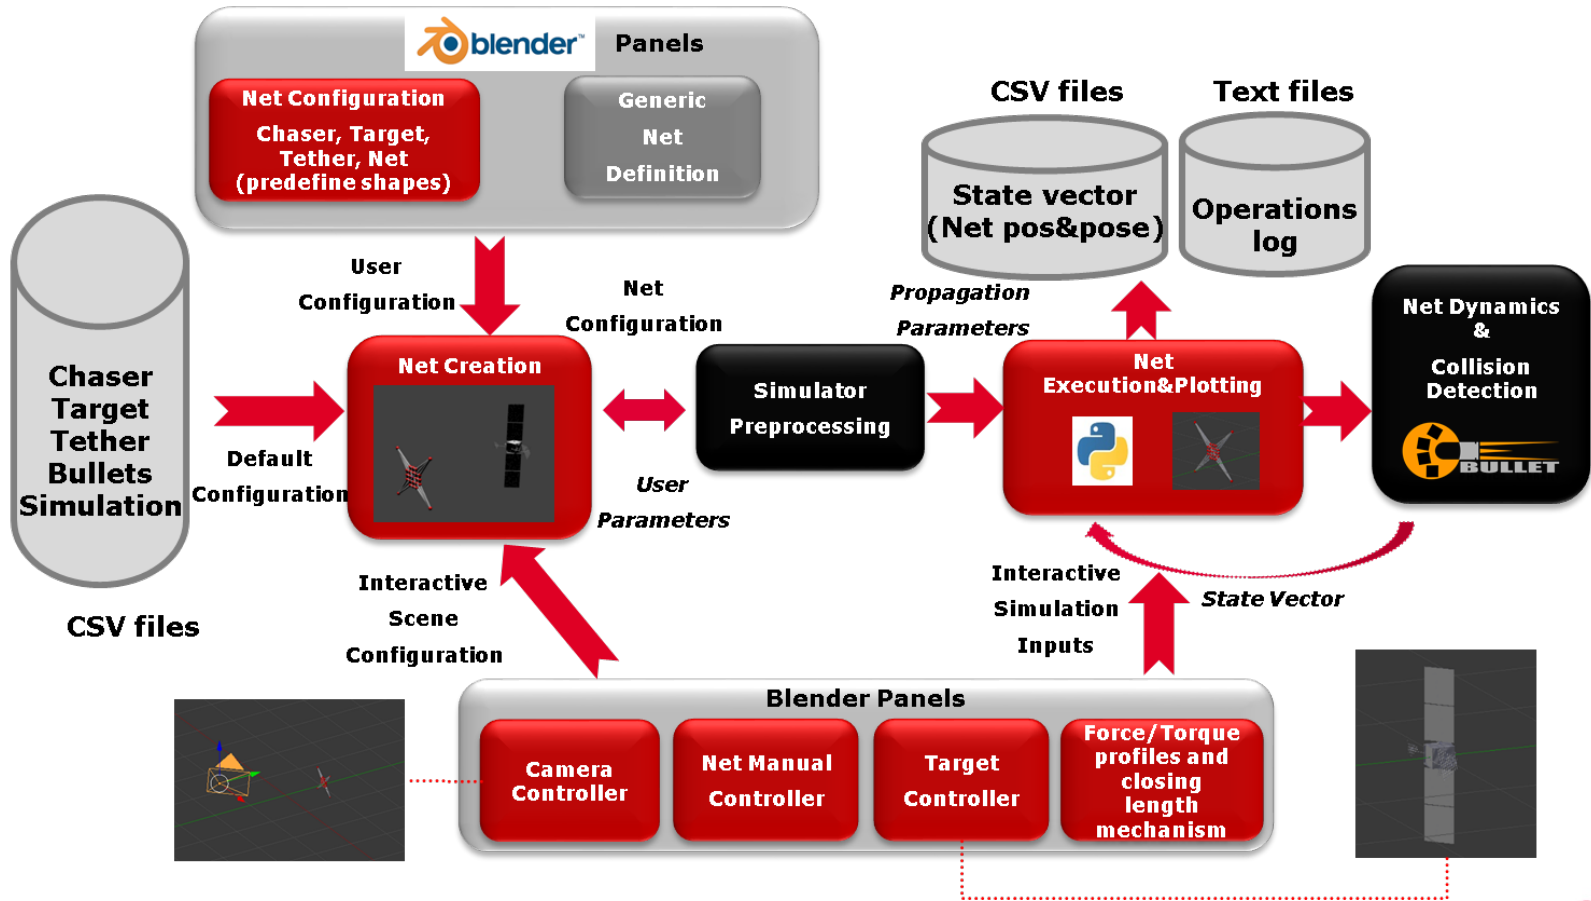 blender™
Panels
Net Configuration
Chaser, Target,
Tether, Net
(predefine shapes)
Generic
Net
Definition
CSV files
Text files
State vector
(Net pos&pose)
Operations
log
User
Configuration
Net
Configuration
Propagation
Parameters
Net Dynamics
&
Collision
Detection
BULLET
Chaser
Target
Tether
Bullets
Simulation
CSV files
Default
Configuration
Net Creation
Simulator
Preprocessing
User
Parameters
Net
Execution&Plotting
Interactive
Scene
Configuration
Interactive
Simulation
Inputs
State Vector
Blender Panels
Camera
Controller
Net Manual
Controller
Target
Controller
Force/Torque
profiles and
closing
length
mechanism